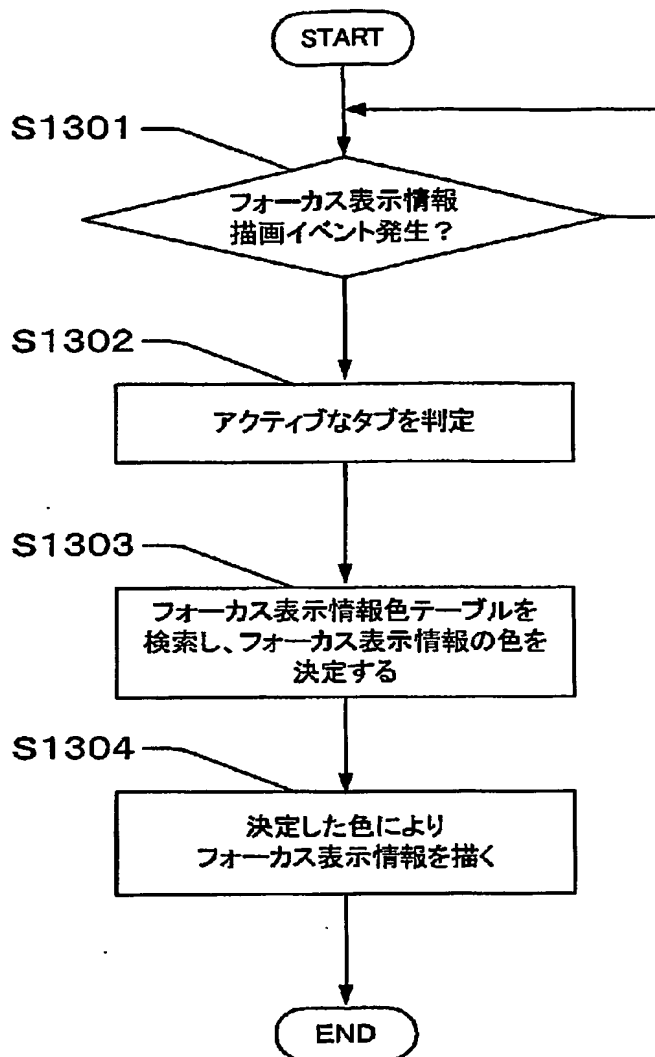 START
S1301
フォーカス表示情報
描画イベント発生？
S1302
アクティブなタブを判定
S1303
フォーカス表示情報色テーブルを
検索し、フォーカス表示情報の色を
決定する
S1304
決定した色により
フォーカス表示情報を描く
END